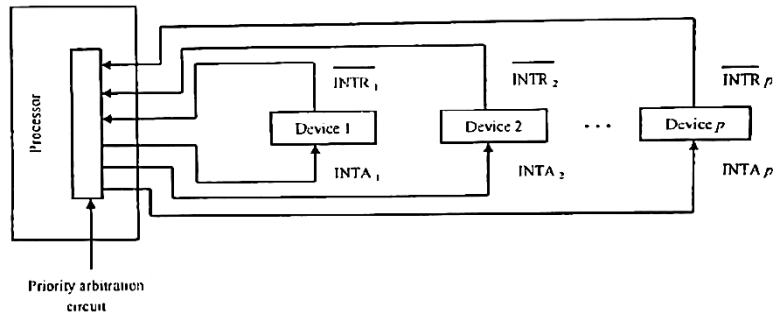 Processor
INTR 1
INTR 2
INTR p
Device 1
Device 2
· · ·
Device p
INTA 1
INTA 2
INTA p
Priority arbitration
circuit